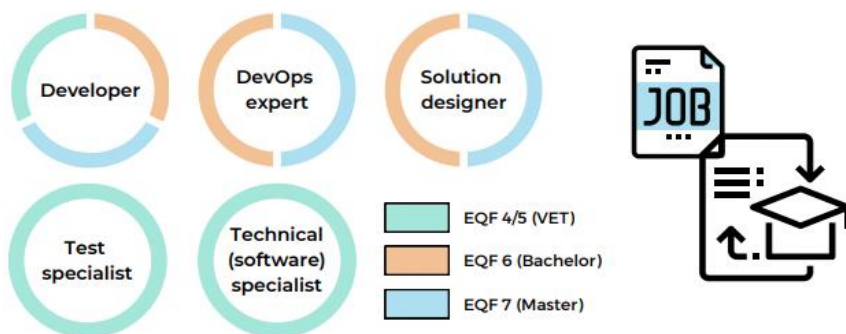 Developer
DevOps
expert
Solution
designer
JOB
Test
specialist
Technical
(software)
specialist
EQF 4/5 (VET)
EQF 6 (Bachelor)
EQF 7 (Master)